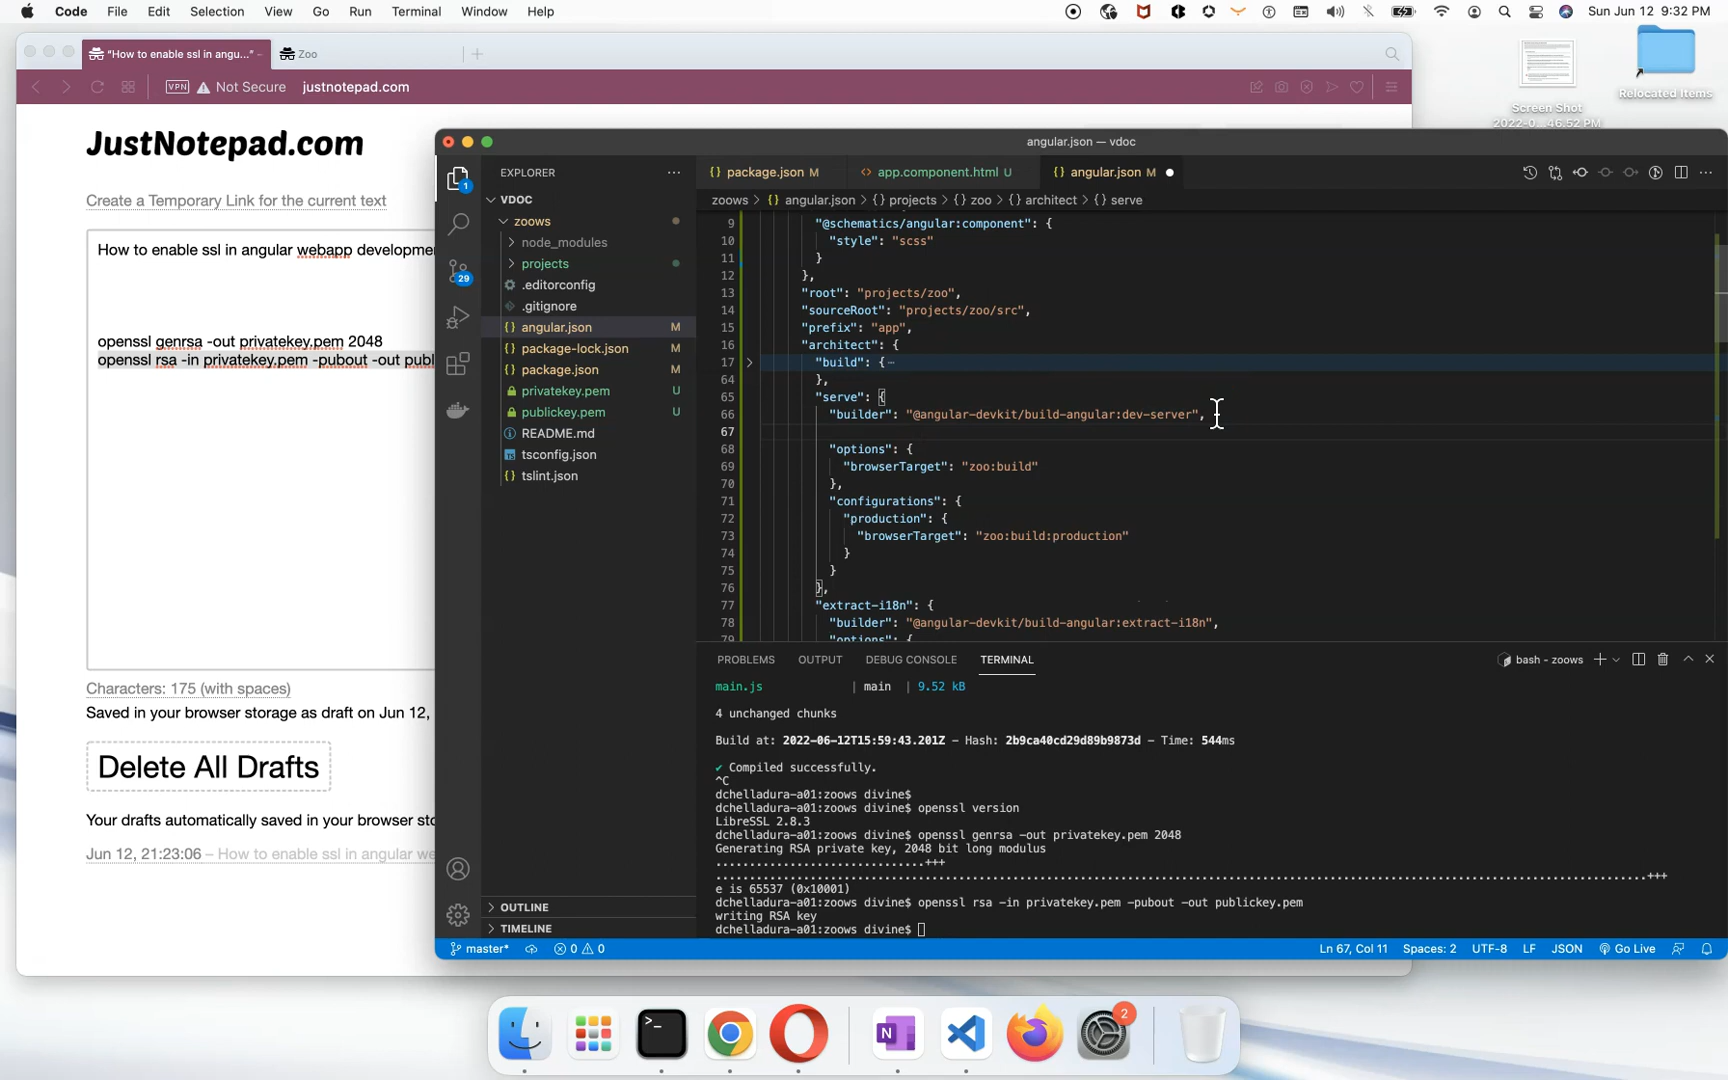 Code File Edit Selection View Go Run Terminal Window Help
Sun Jun 12 9:32 PM
"How to enable ssl in angu..." –
Zoo
VPN Not Secure justnotepad.com
Relocated Items
Screen Shot
2022-0...46.52 PM
JustNotepad.com
Create a Temporary Link for the current text
How to enable ssl in angular webapp developmen
openssl genrsa -out privatekey.pem 2048
openssl rsa -in privatekey.pem -pubout -out publ
Characters: 175 (with spaces)
Saved in your browser storage as draft on Jun 12,
Delete All Drafts
Your drafts automatically saved in your browser sto
Jun 12, 21:23:06 – How to enable ssl in angular we
angular.json — vdoc
EXPLORER
package.json M
app.component.html U
angular.json M
1
29
VDOC
zoows
node_modules
projects
.editorconfig
.gitignore
angular.json M
package-lock.json M
package.json M
privatekey.pem U
publickey.pem U
README.md
tsconfig.json
tslint.json
OUTLINE
TIMELINE
zoows > angular.json > {} projects > {} zoo > {} architect > {} serve
9 "@schematics/angular:component": {
10 "style": "scss"
11 }
12 },
13 "root": "projects/zoo",
14 "sourceRoot": "projects/zoo/src",
15 "prefix": "app",
16 "architect": {
17 "build": { …
64 },
65 "serve": {
66 "builder": "@angular-devkit/build-angular:dev-server",
67
68 "options": {
69 "browserTarget": "zoo:build"
70 },
71 "configurations": {
72 "production": {
73 "browserTarget": "zoo:build:production"
74 }
75 }
76 },
77 "extract-i18n": {
78 "builder": "@angular-devkit/build-angular:extract-i18n",
79 "options": {
PROBLEMS OUTPUT DEBUG CONSOLE TERMINAL
bash - zoows
main.js | main | 9.52 kB
4 unchanged chunks
Build at: 2022-06-12T15:59:43.201Z - Hash: 2b9ca40cd29d89b9873d - Time: 544ms
✔ Compiled successfully.
^C
dchelladura-a01:zoows divine$
dchelladura-a01:zoows divine$ openssl version
LibreSSL 2.8.3
dchelladura-a01:zoows divine$ openssl genrsa -out privatekey.pem 2048
Generating RSA private key, 2048 bit long modulus
..............................+++
.......................................................................................................................................+++
e is 65537 (0x10001)
dchelladura-a01:zoows divine$ openssl rsa -in privatekey.pem -pubout -out publickey.pem
writing RSA key
dchelladura-a01:zoows divine$
master* 0 0
Ln 67, Col 11 Spaces: 2 UTF-8 LF JSON Go Live
N
2